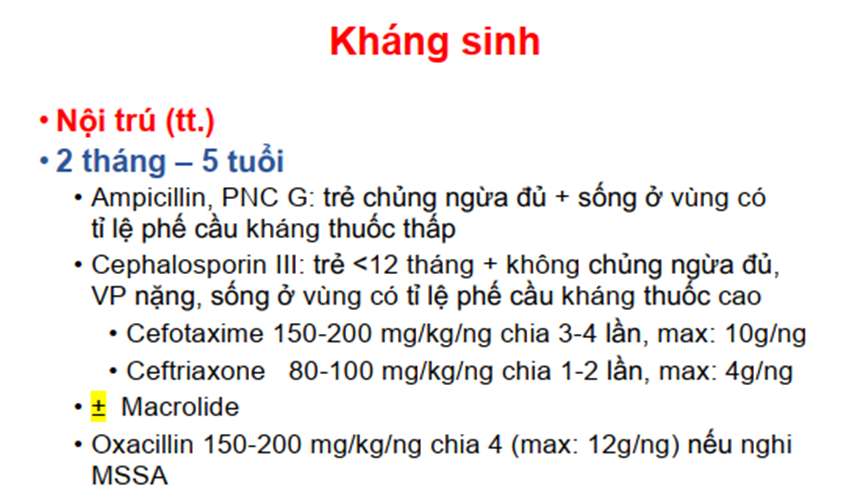 Kháng sinh
• Nội trú (tt.)
• 2 tháng – 5 tuổi
• Ampicillin, PNC G: trẻ chủng ngừa đủ + sống ở vùng có
tỉ lệ phế cầu kháng thuốc thấp
• Cephalosporin III: trẻ <12 tháng + không chủng ngừa đủ,
VP nặng, sống ở vùng có tỉ lệ phế cầu kháng thuốc cao
• Cefotaxime 150-200 mg/kg/ng chia 3-4 lần, max: 10g/ng
• Ceftriaxone 80-100 mg/kg/ng chia 1-2 lần, max: 4g/ng
• ± Macrolide
• Oxacillin 150-200 mg/kg/ng chia 4 (max: 12g/ng) nếu nghi
MSSA